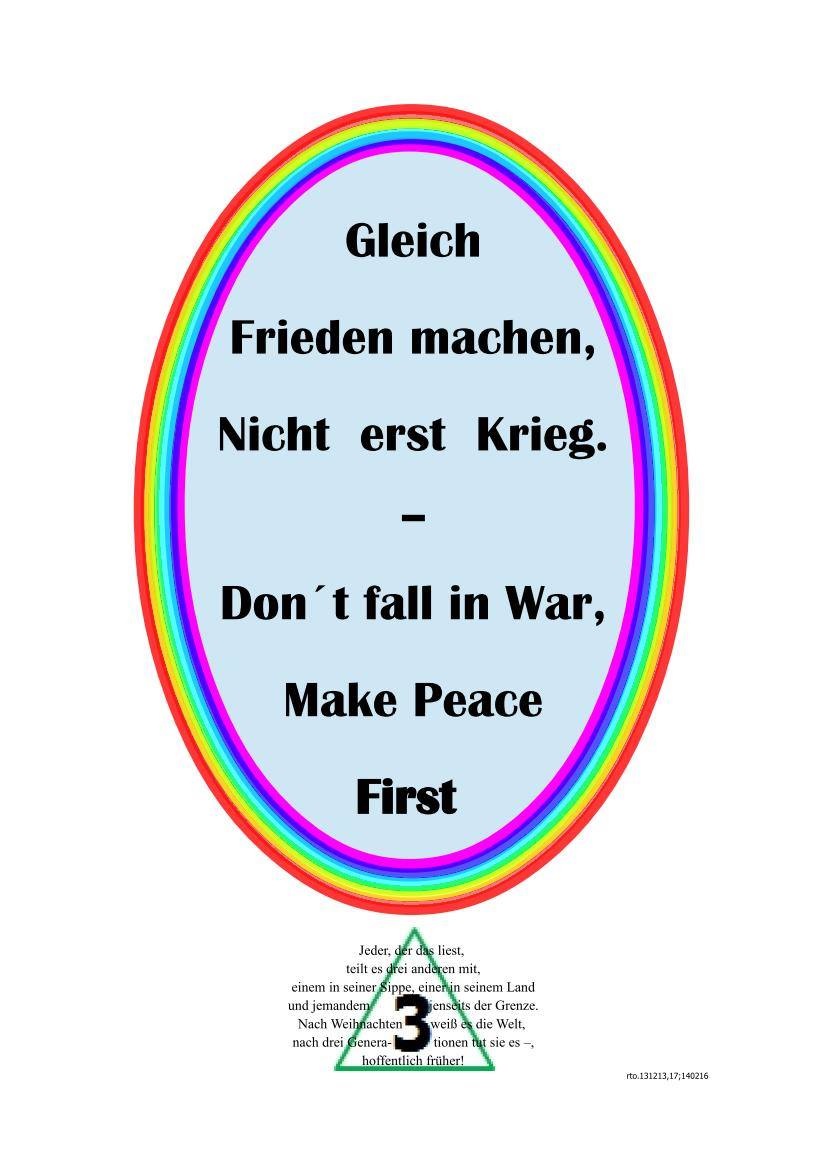 Gleich
Frieden machen,
Nicht erst Krieg.
–
Don´t fall in War,
Make Peace
First
Jeder, der das liest,
teilt es drei anderen mit,
einem in seiner Sippe, einer in seinem Land
und jemandem jenseits der Grenze.
Nach Weihnachten weiß es die Welt,
3
nach drei Genera- tionen tut sie es –,
hoffentlich früher!
rto.131213,17;140216